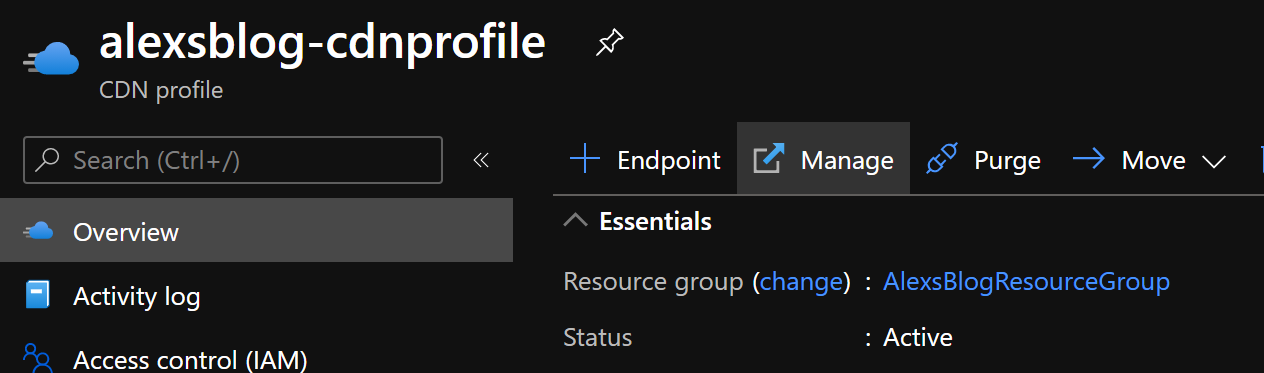 alexsblog-cdnprofile
CDN profile
Search (Ctrl+/)
«
Overview
Activity log
Access control (IAM)
Endpoint Manage Purge Move
Essentials
Resource group (change) : AlexsBlogResourceGroup
Status : Active